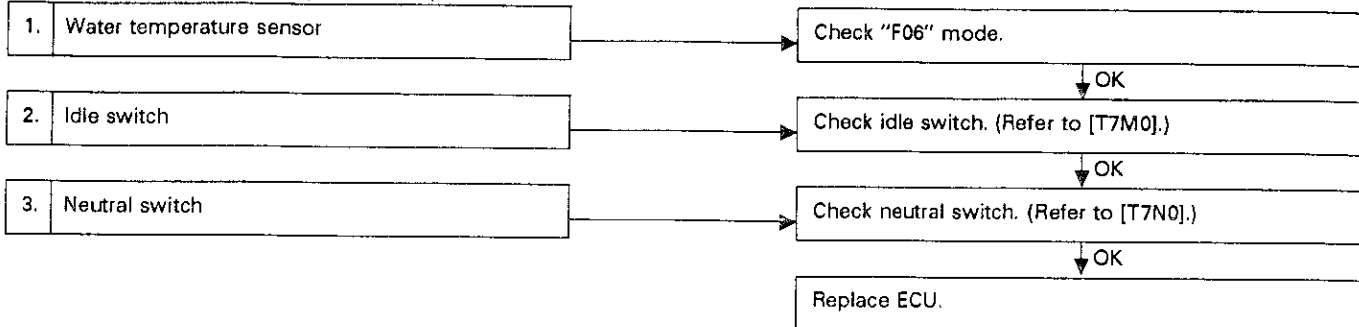 1. Water temperature sensor
Check "F06" mode.
OK
2. Idle switch
Check idle switch. (Refer to [T7M0].)
OK
3. Neutral switch
Check neutral switch. (Refer to [T7N0].)
OK
Replace ECU.